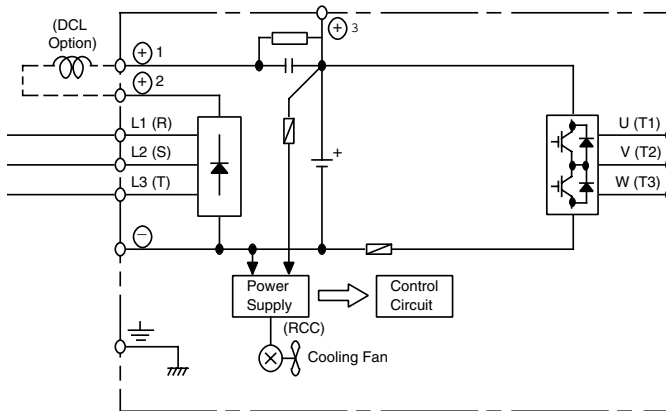 (DCL
Option)
+ 3
+ 1
+ 2
L1 (R)
L2 (S)
L3 (T)
U (T1)
V (T2)
W (T3)
+
−
Power
Supply
Control
Circuit
(RCC)
Cooling Fan